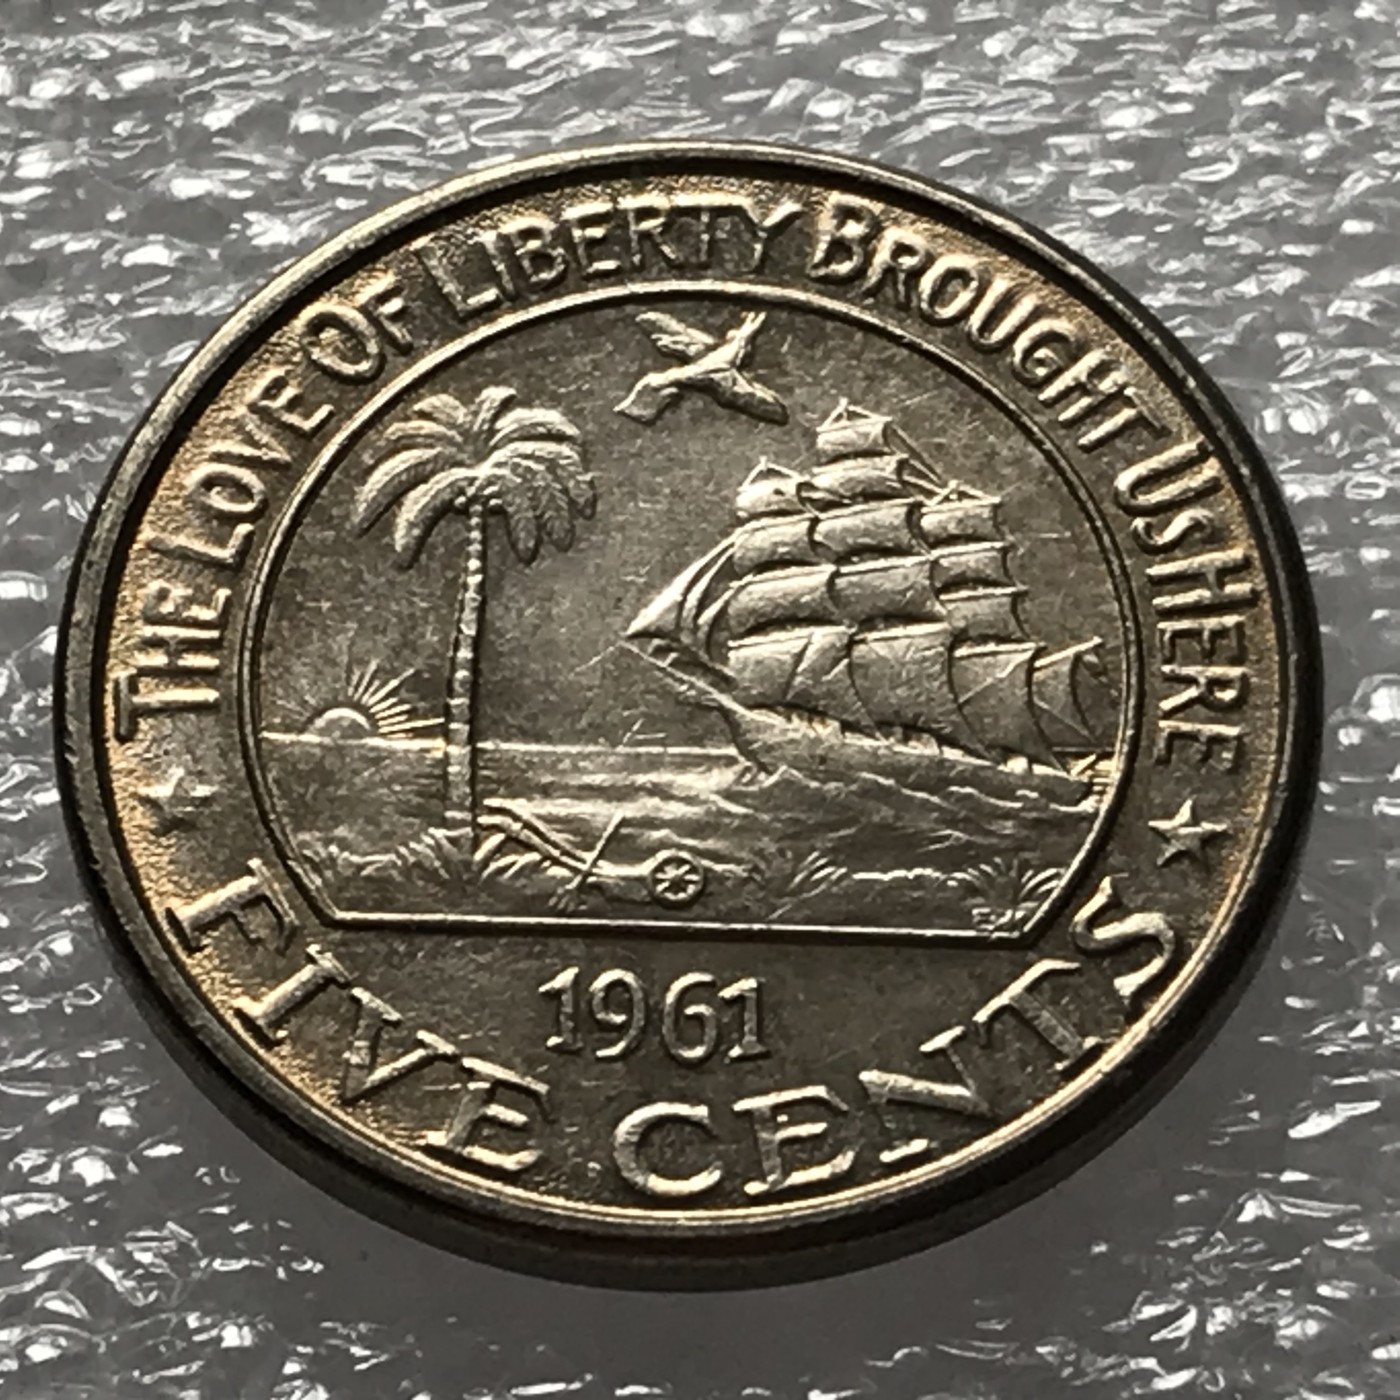 THE LOVE OF LIBERTY BROUGHT US HERE
1961
FIVE CENTS